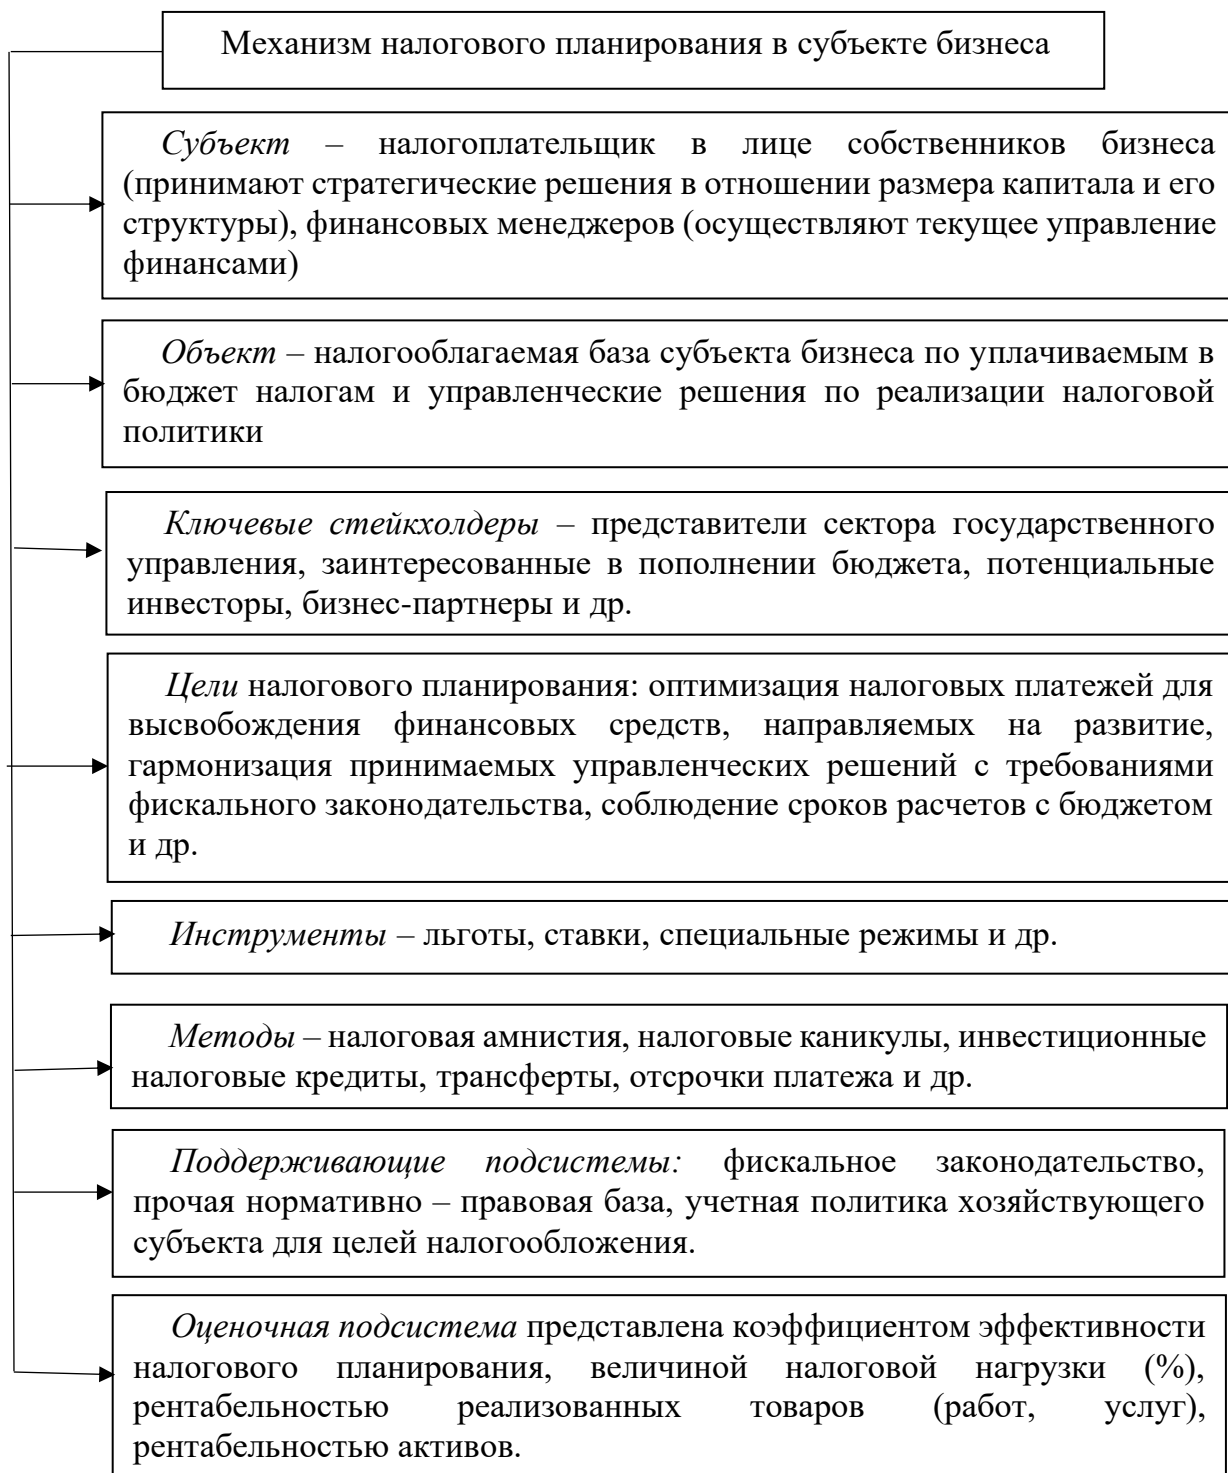 Механизм налогового планирования в субъекте бизнеса
Субъект – налогоплательщик в лице собственников бизнеса
(принимают стратегические решения в отношении размера капитала и его
структуры), финансовых менеджеров (осуществляют текущее управление
финансами)
Объект – налогооблагаемая база субъекта бизнеса по уплачиваемым в
бюджет налогам и управленческие решения по реализации налоговой
политики
Ключевые стейкхолдеры – представители сектора государственного
управления, заинтересованные в пополнении бюджета, потенциальные
инвесторы, бизнес-партнеры и др.
Цели налогового планирования: оптимизация налоговых платежей для
высвобождения финансовых средств, направляемых на развитие,
гармонизация принимаемых управленческих решений с требованиями
фискального законодательства, соблюдение сроков расчетов с бюджетом
и др.
Инструменты – льготы, ставки, специальные режимы и др.
Методы – налоговая амнистия, налоговые каникулы, инвестиционные
налоговые кредиты, трансферты, отсрочки платежа и др.
Поддерживающие подсистемы: фискальное законодательство,
прочая нормативно – правовая база, учетная политика хозяйствующего
субъекта для целей налогообложения.
Оценочная подсистема представлена коэффициентом эффективности
налогового планирования, величиной налоговой нагрузки (%),
рентабельностью реализованных товаров (работ, услуг),
рентабельностью активов.